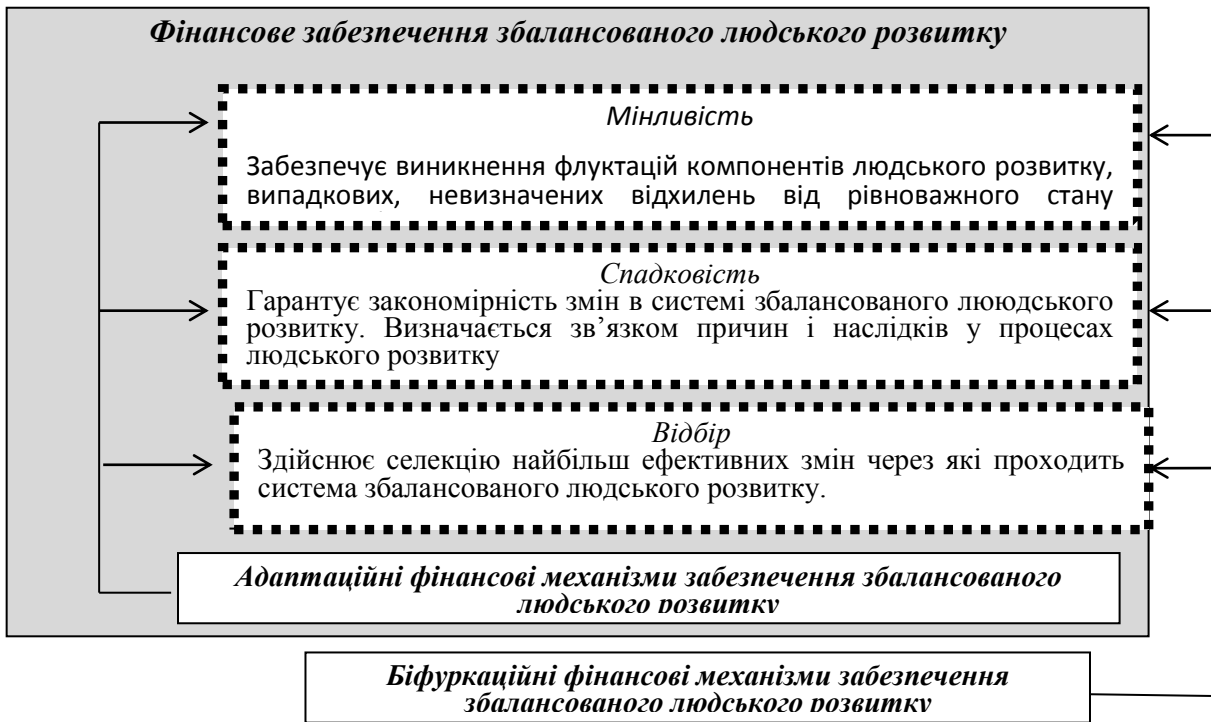 Фінансове забезпечення збалансованого людського розвитку
Мінливість
Забезпечує виникнення флуктацій компонентів людського розвитку,
випадкових, невизначених відхилень від рівноважного стану
Спадковість
Гарантує закономірність змін в системі збалансованого лююдського
розвитку. Визначається зв’язком причин і наслідків у процесах
людського розвитку
Відбір
Здійснює селекцію найбільш ефективних змін через які проходить
система збалансованого людського розвитку.
Адаптаційні фінансові механізми забезпечення збалансованого
людського розвитку
Біфуркаційні фінансові механізми забезпечення
збалансованого людського розвитку